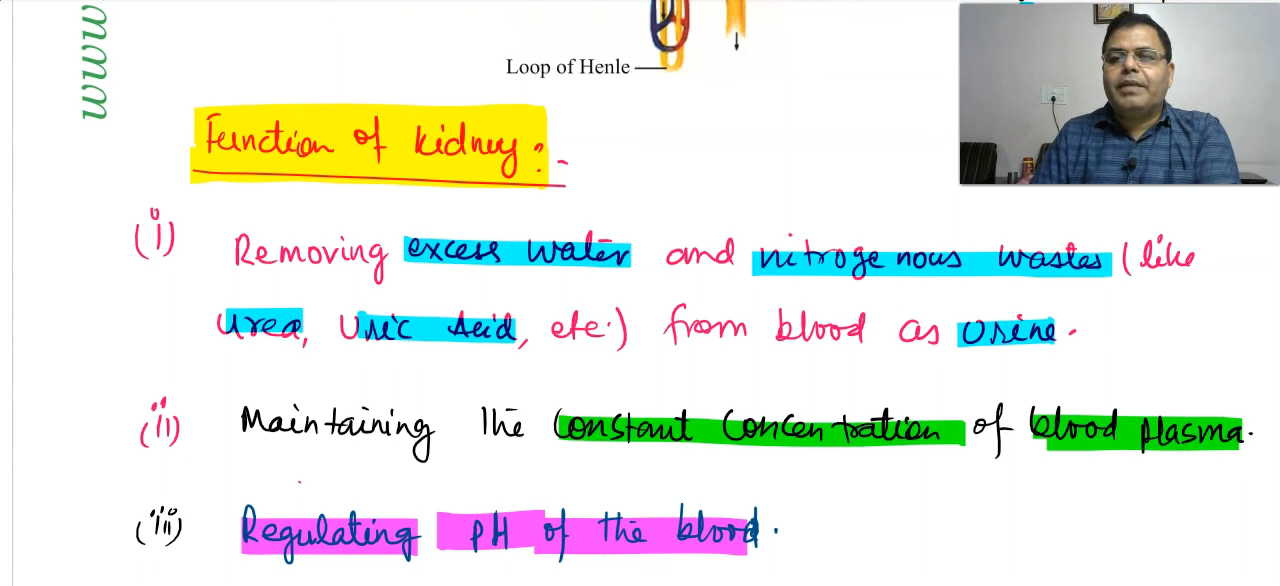 www
Loop of Henle
Function of kidney:-
(i) Removing excess water and nitrogenous wastes (like
urea, Uric Acid, etc.) from blood as urine.
(ii) Maintaining the constant concentration of blood plasma.
(iii) Regulating pH of the blood.